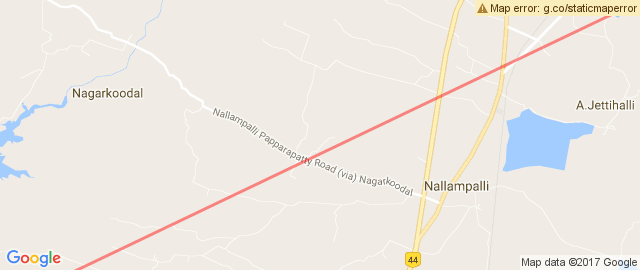 Map error: g.co/staticmaperror
Nagarkoodal
A.Jettihalli
Nallampalli Papparapatty Road (via) Nagarkoodal
Nallampalli
44
Google
Map data ©2017 Google